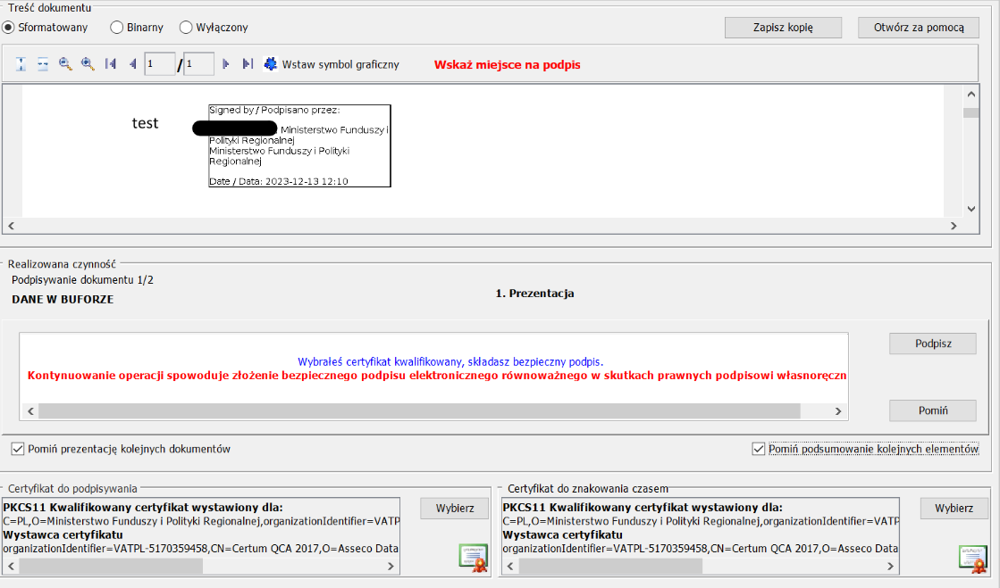 Treść dokumentu
Sformatowany Binarny Wyłączony Zapisz kopię Otwórz za pomocą
1 / 1 Wstaw symbol graficzny Wskaż miejsce na podpis
test
Signed by / Podpisano przez:
: Ministerstwo Funduszy i
Polityki Regionalnej
Ministerstwo Funduszy i Polityki
Regionalnej
Date / Data: 2023-12-13 12:10
Realizowana czynność
Podpisywanie dokumentu 1/2
DANE W BUFORZE
1. Prezentacja
Wybrałeś certyfikat kwalifikowany, składasz bezpieczny podpis.
Kontynuowanie operacji spowoduje złożenie bezpiecznego podpisu elektronicznego równoważnego w skutkach prawnych podpisowi własnoręczn
Podpisz
Pomiń
Pomiń prezentację kolejnych dokumentów
Pomiń podsumowanie kolejnych elementów
Certyfikat do podpisywania
PKCS11 Kwalifikowany certyfikat wystawiony dla:
C=PL,O=Ministerstwo Funduszy i Polityki Regionalnej,organizationIdentifier=VATP
Wystawca certyfikatu
organizationIdentifier=VATPL-5170359458,CN=Certum QCA 2017,O=Asseco Data
Wybierz
Certyfikat do znakowania czasem
PKCS11 Kwalifikowany certyfikat wystawiony dla:
C=PL,O=Ministerstwo Funduszy i Polityki Regionalnej,organizationIdentifier=VATP
Wystawca certyfikatu
organizationIdentifier=VATPL-5170359458,CN=Certum QCA 2017,O=Asseco Data
Wybierz